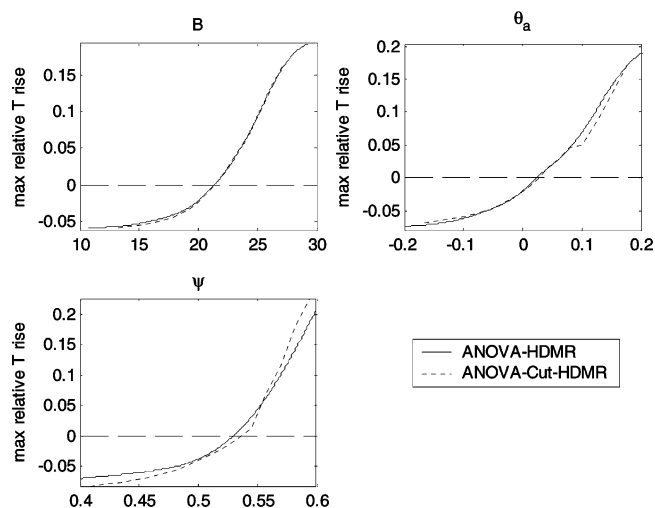 B
max relative T rise
0.15
0.1
0.05
0
-0.05
10 15 20 25 30
θa
max relative T rise
0.2
0.15
0.1
0.05
0
-0.05
-0.2 -0.1 0 0.1 0.2
ψ
max relative T rise
0.2
0.15
0.1
0.05
0
-0.05
0.4 0.45 0.5 0.55 0.6
ANOVA-HDMR
ANOVA-Cut-HDMR